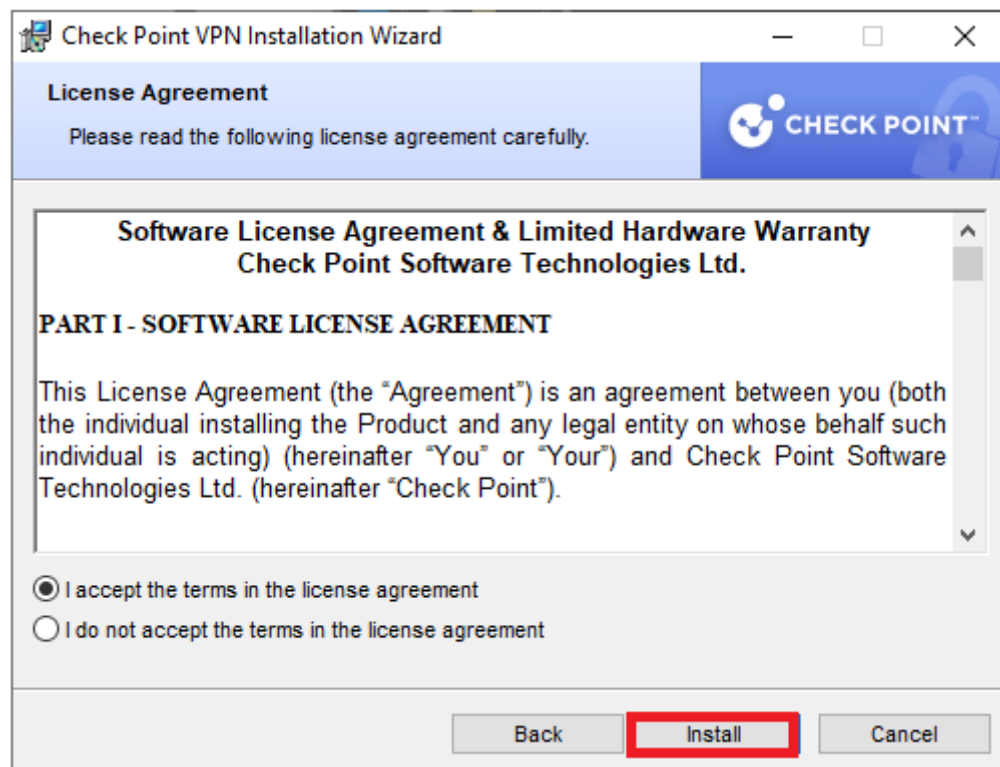 Check Point VPN Installation Wizard
License Agreement
Please read the following license agreement carefully.
CHECK POINT™
Software License Agreement & Limited Hardware Warranty
Check Point Software Technologies Ltd.
PART I - SOFTWARE LICENSE AGREEMENT
This License Agreement (the “Agreement”) is an agreement between you (both
the individual installing the Product and any legal entity on whose behalf such
individual is acting) (hereinafter “You” or “Your”) and Check Point Software
Technologies Ltd. (hereinafter “Check Point”).
I accept the terms in the license agreement
I do not accept the terms in the license agreement
Back Install Cancel